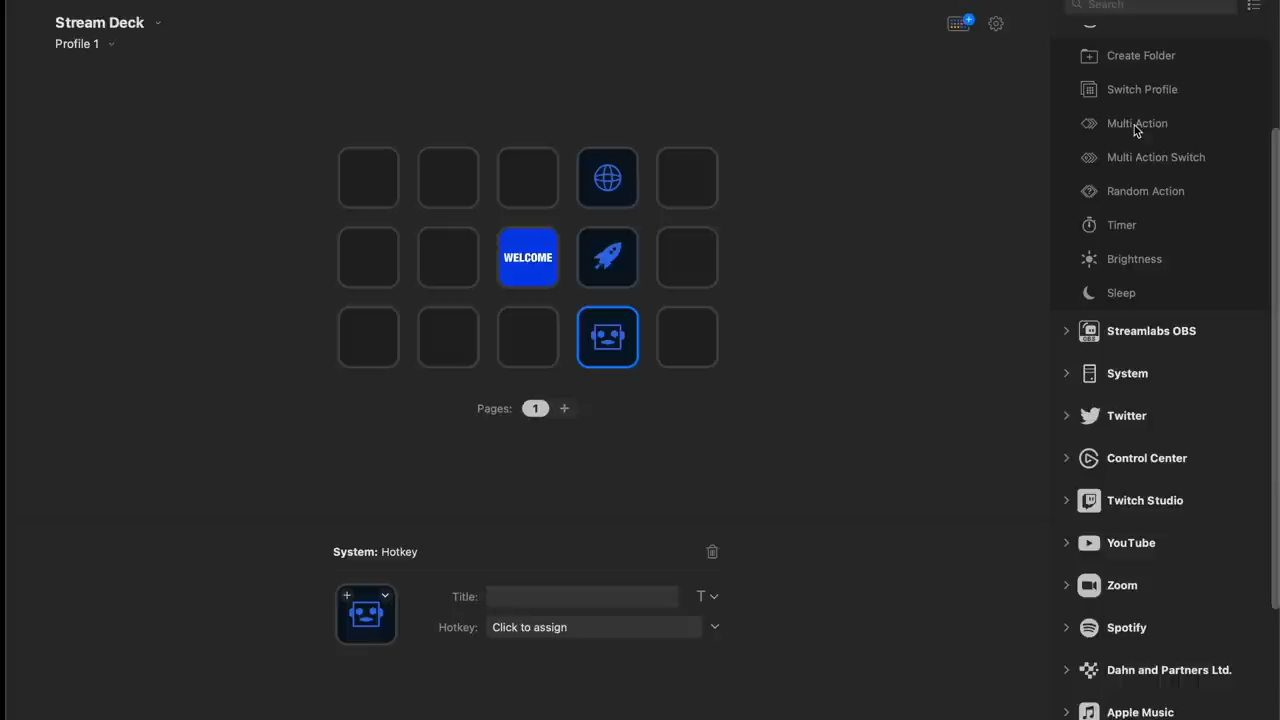 Stream Deck
Profile 1
Search
Create Folder
Switch Profile
Multi Action
Multi Action Switch
Random Action
Timer
Brightness
Sleep
WELCOME
Pages: 1 +
Streamlabs OBS
OBS
System
Twitter
Control Center
Twitch Studio
YouTube
Zoom
Spotify
Dahn and Partners Ltd.
Apple Music
System: Hotkey
Title: T
Hotkey: Click to assign